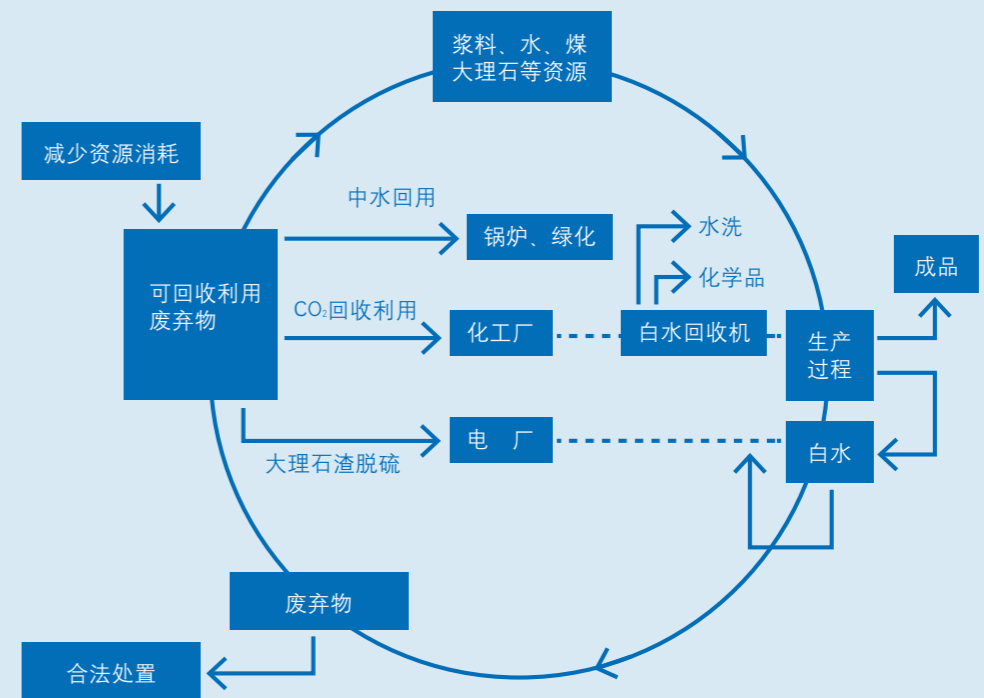 浆料、水、煤
大理石等资源
减少资源消耗
中水回用
锅炉、绿化
水洗
化学品
成品
可回收利用
废弃物
CO₂回收利用
化工厂
白水回收机
生产
过程
电　厂
白水
大理石渣脱硫
废弃物
合法处置